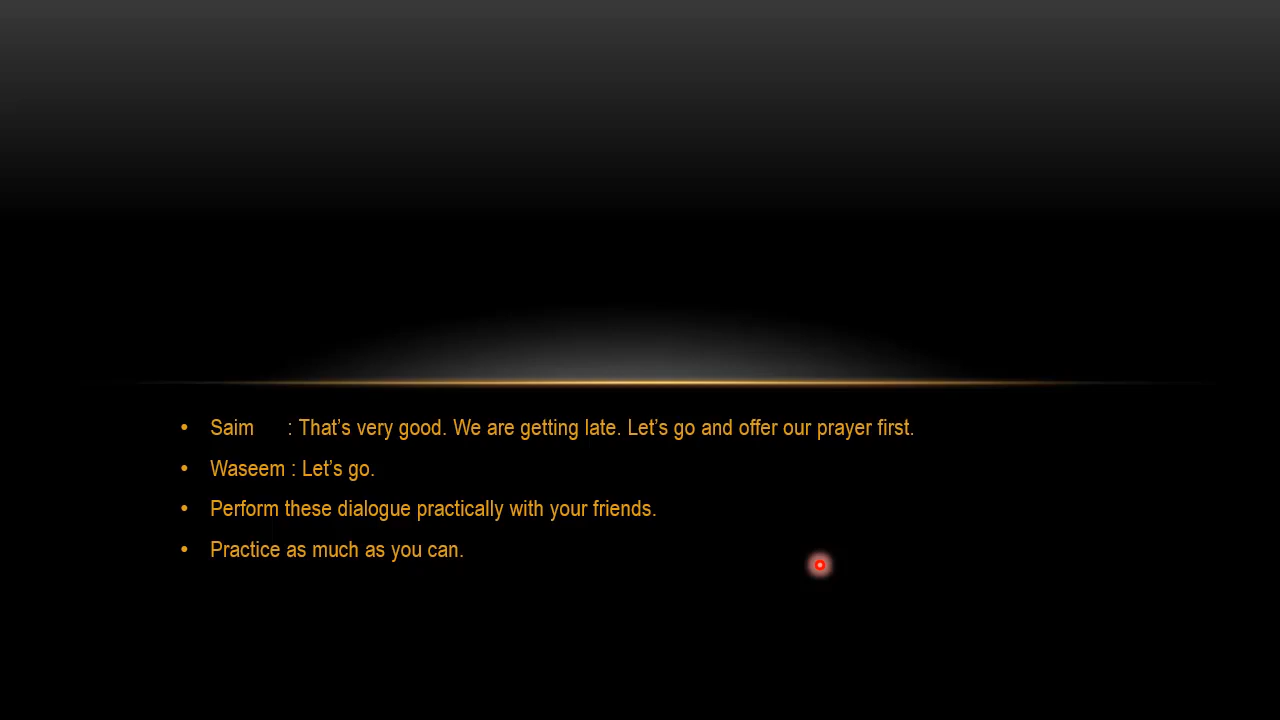 • Saim : That’s very good. We are getting late. Let’s go and offer our prayer first.
• Waseem : Let’s go.
• Perform these dialogue practically with your friends.
• Practice as much as you can.